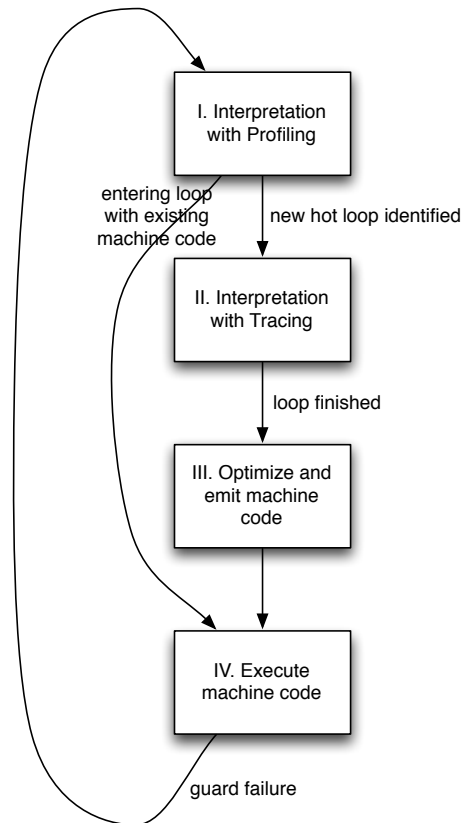 I. Interpretation
with Profiling
entering loop
with existing
machine code
new hot loop identified
II. Interpretation
with Tracing
loop finished
III. Optimize and
emit machine
code
IV. Execute
machine code
guard failure